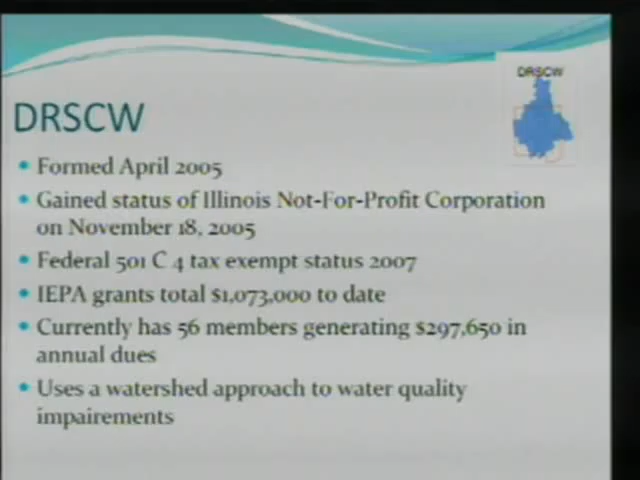 DRSCW
DRSCW
Formed April 2005
Gained status of Illinois Not-For-Profit Corporation
on November 18, 2005
Federal 501 C 4 tax exempt status 2007
IEPA grants total $1,073,000 to date
Currently has 56 members generating $297,650 in
annual dues
Uses a watershed approach to water quality
impairements